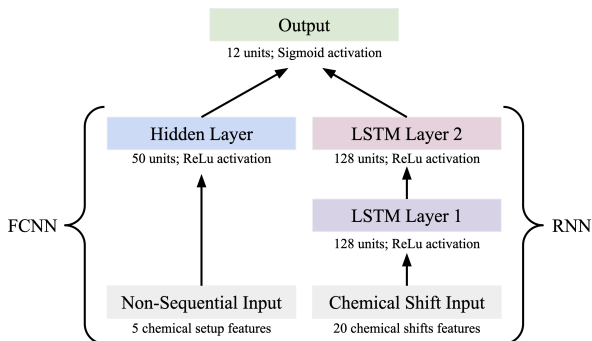 Output
12 units; Sigmoid activation
Hidden Layer
50 units; ReLu activation
LSTM Layer 2
128 units; ReLu activation
LSTM Layer 1
128 units; ReLu activation
FCNN
RNN
Non-Sequential Input
5 chemical setup features
Chemical Shift Input
20 chemical shifts features